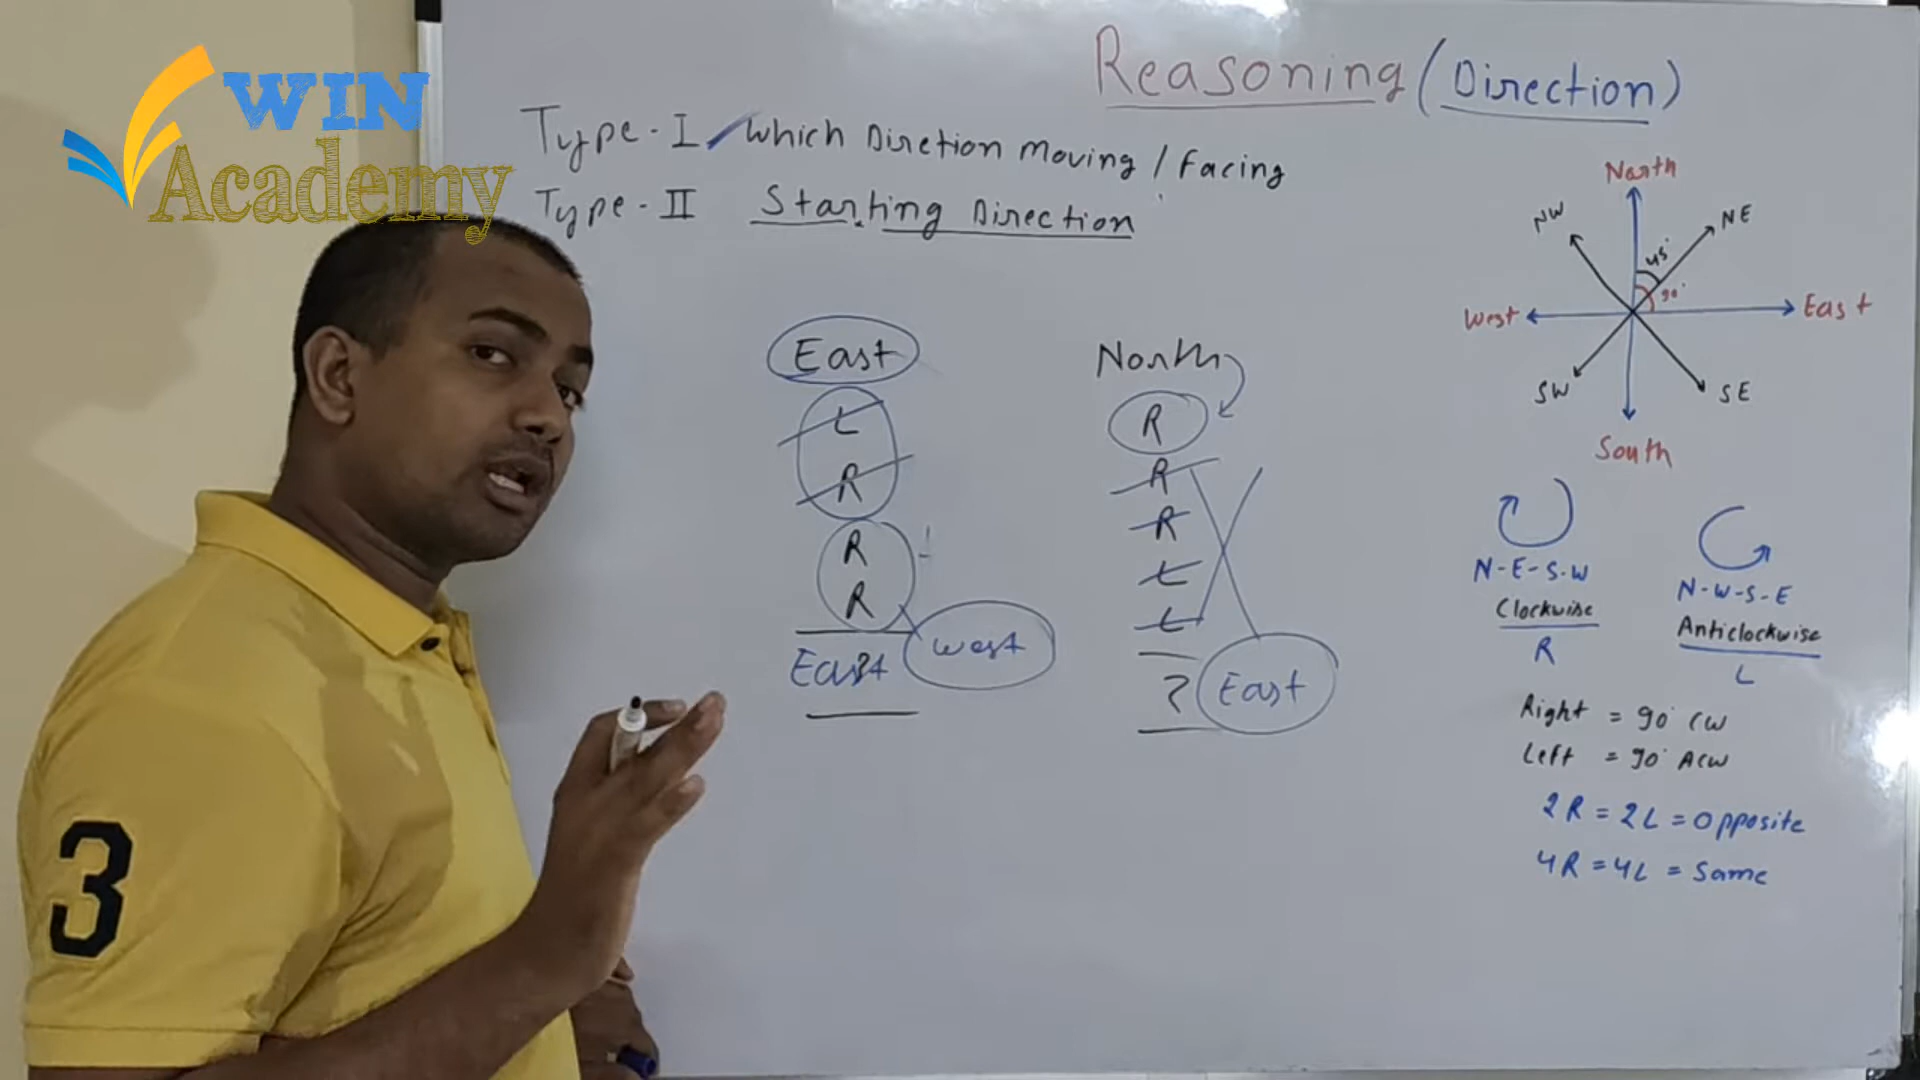 WIN
Academy
Reasoning (Direction)
Type-I Which Diretion Moving / Facing
Type-II Starting Direction
North
NW
NE
45°
90°
West
East
SW
SE
South
East
L
R
R
R
East
West
North
R
R
R
L
L
?
East
N-E-S-W
Clockwise
R
N-W-S-E
Anticlockwise
L
Right = 90° CW
Left = 90° ACW
2R = 2L = Opposite
4R = 4L = Same
3